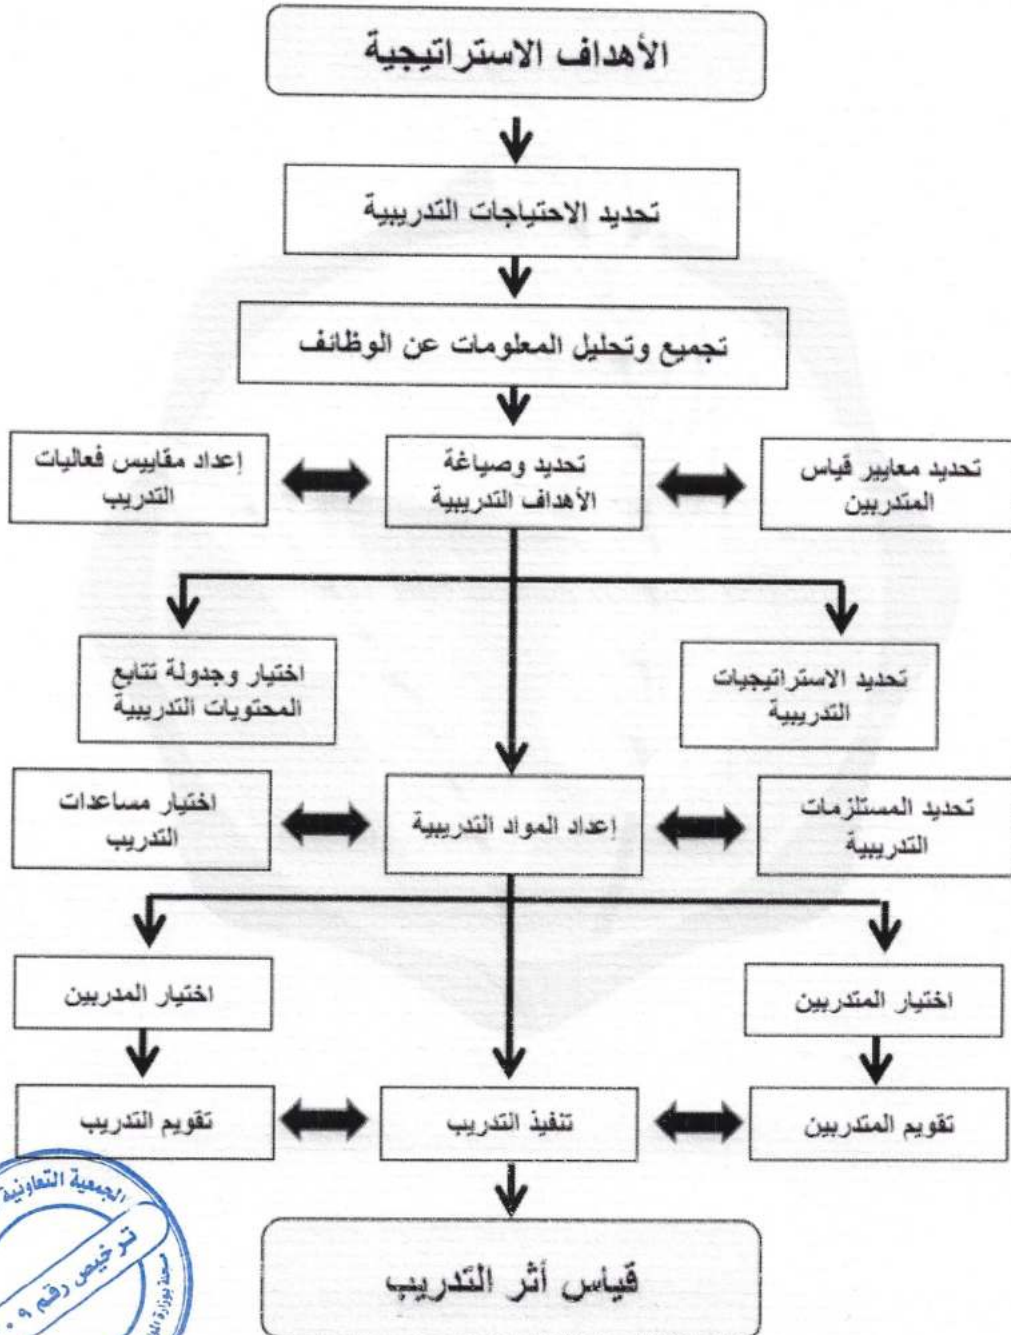 الأهداف الاستراتيجية
تحديد الاحتياجات التدريبية
تجميع وتحليل المعلومات عن الوظائف
تحديد معايير قياس
المتدربين
تحديد وصياغة
الأهداف التدريبية
إعداد مقاييس فعاليات
التدريب
تحديد الاستراتيجيات
التدريبية
اختيار وجدولة تتابع
المحتويات التدريبية
تحديد المستلزمات
التدريبية
إعداد المواد التدريبية
اختيار مساعدات
التدريب
اختيار المتدربين
اختيار المدربين
تقويم المتدربين
تنفيذ التدريب
تقويم التدريب
قياس أثر التدريب
الجمعية التعاونية
ترخيص رقم ٠٩